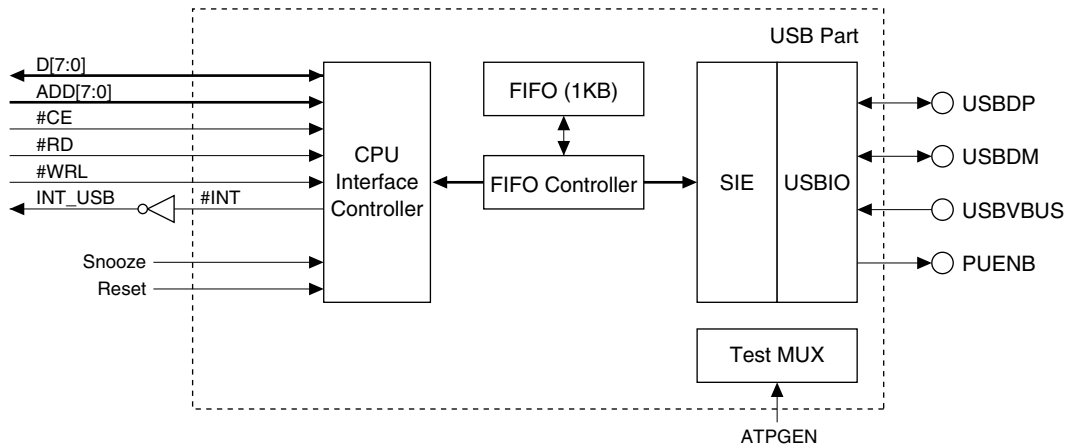 USB Part
D[7:0]
ADD[7:0]
#CE
#RD
#WRL
INT_USB
#INT
Snooze
Reset
CPU
Interface
Controller
FIFO (1KB)
FIFO Controller
SIE
USBIO
USBDP
USBDM
USBVBUS
PUENB
Test MUX
ATPGEN